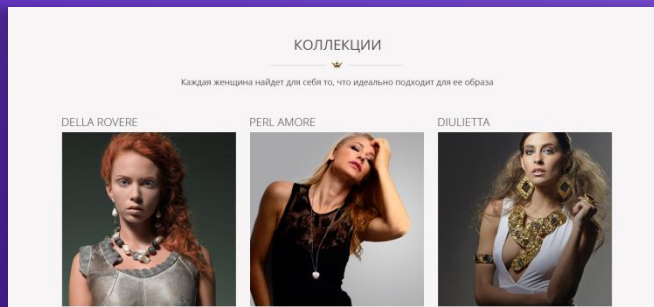 КОЛЛЕКЦИИ
Каждая женщина найдет для себя то, что идеально подходит для ее образа
DELLA ROVERE
PERL AMORE
DIULIETTA